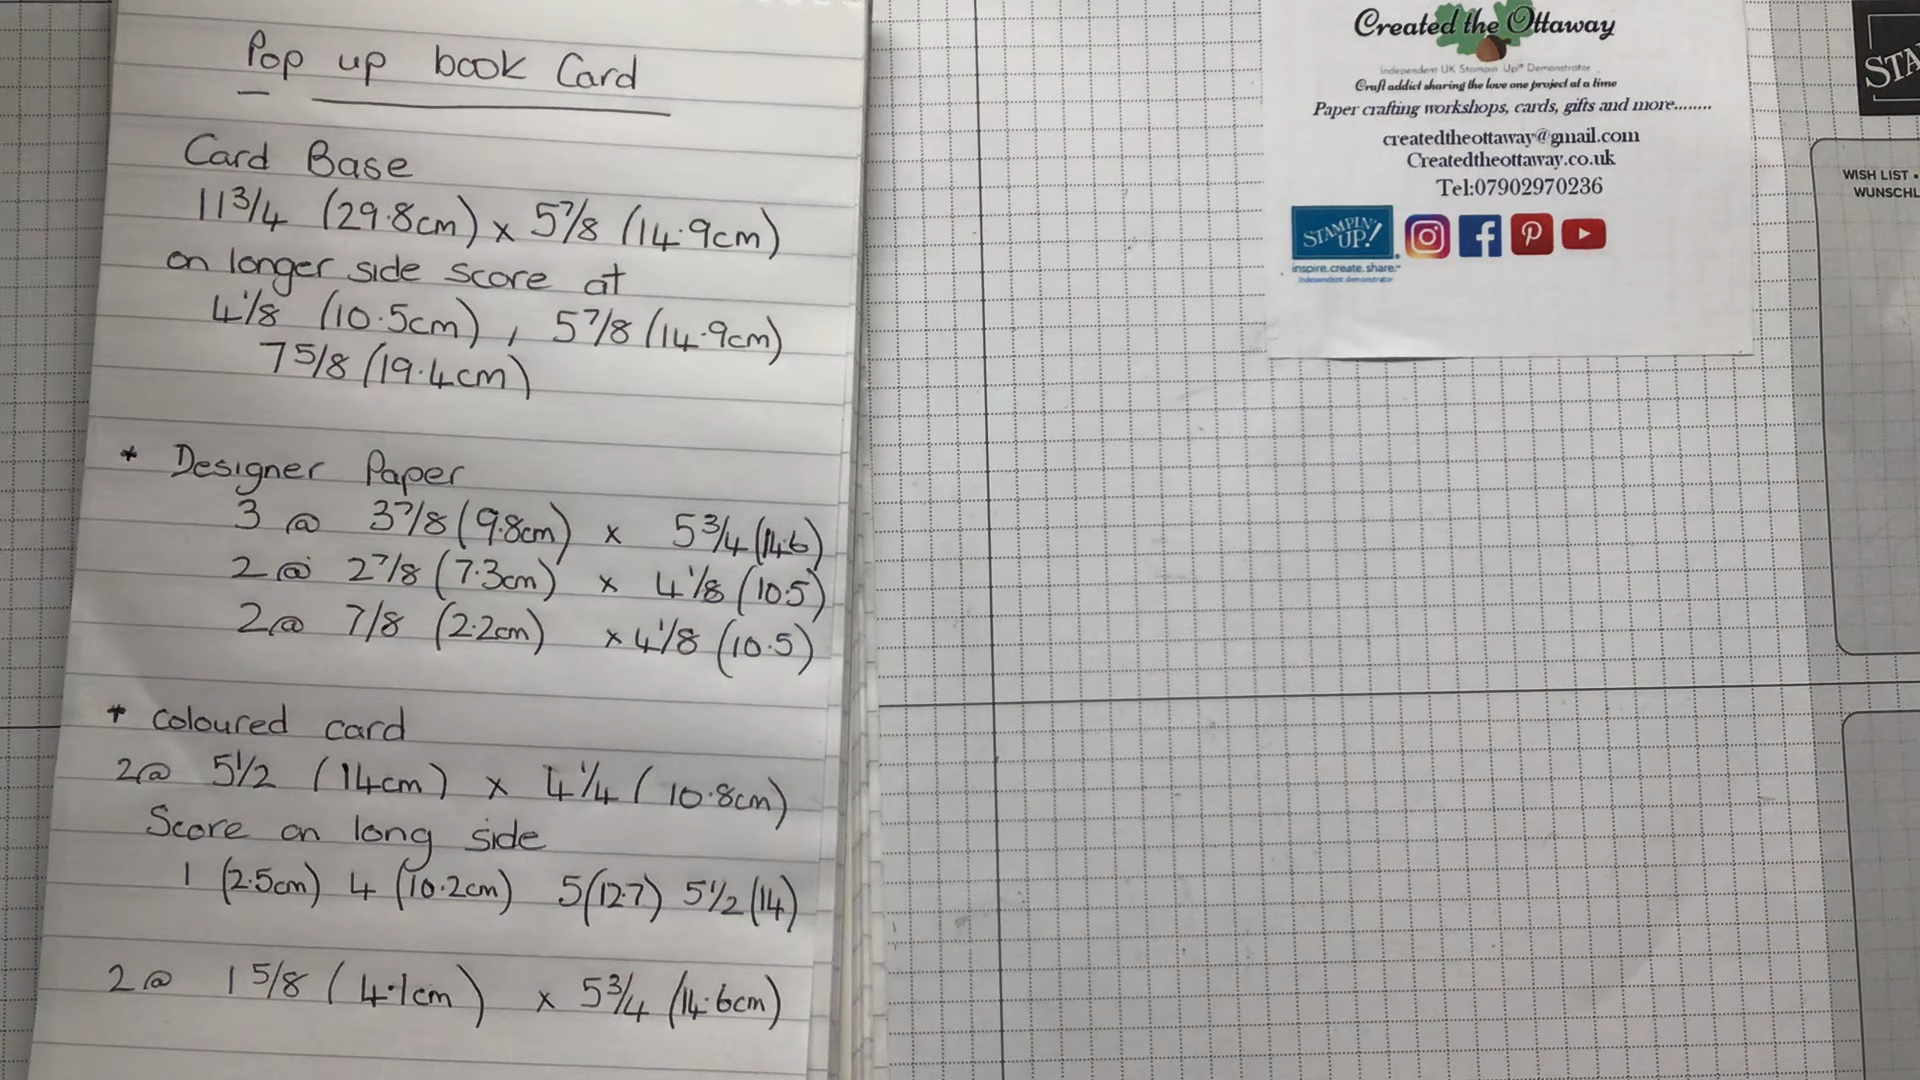 Pop up book Card
Card Base
11 3/4 (29.8cm) x 5 7/8 (14.9cm)
on longer side score at
4 1/8 (10.5cm), 5 7/8 (14.9cm)
7 5/8 (19.4cm)
* Designer Paper
3 @ 3 7/8 (9.8cm) x 5 3/4 (14.6)
2 @ 2 7/8 (7.3cm) x 4 1/8 (10.5)
2 @ 7/8 (2.2cm) x 4 1/8 (10.5)
* coloured card
2 @ 5 1/2 (14cm) x 4 1/4 (10.8cm)
Score on long side
1 (2.5cm) 4 (10.2cm) 5 (12.7) 5 1/2 (14)
2 @ 1 5/8 (4.1cm) x 5 3/4 (14.6cm)
Created the Ottaway
Independent UK Stampin' Up!® Demonstrator
Craft addict sharing the love one project at a time
Paper crafting workshops, cards, gifts and more........
createdtheottaway@gmail.com
Createdtheottaway.co.uk
Tel:07902970236
STAMPIN' UP!
inspire.create.share.™
Independent demonstrator
STA
WISH LIST •
WUNSCHL